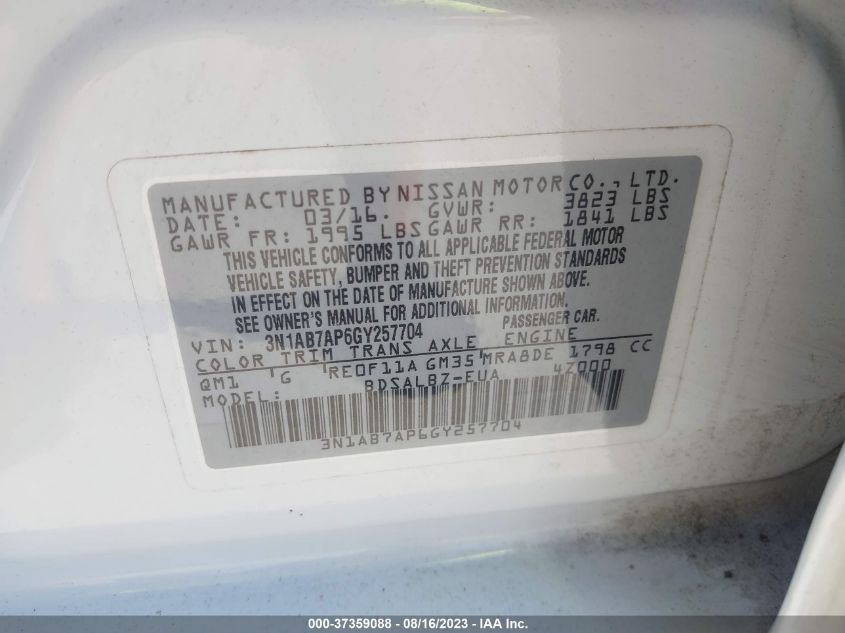 MANUFACTURED BY NISSAN MOTOR CO., LTD.
DATE: 03/16. GVWR: 3823 LBS
GAWR FR: 1995 LBS GAWR RR: 1841 LBS
THIS VEHICLE CONFORMS TO ALL APPLICABLE FEDERAL MOTOR
VEHICLE SAFETY, BUMPER AND THEFT PREVENTION STANDARDS
IN EFFECT ON THE DATE OF MANUFACTURE SHOWN ABOVE.
SEE OWNER'S MANUAL FOR ADDITIONAL INFORMATION.
VIN: 3N1AB7AP6GY257704 PASSENGER CAR.
COLOR TRIM TRANS AXLE ENGINE
QM1 G RE0F11A GM35 MRA8DE 1798 CC
MODEL: BDSALBZ-EUA 4Z000
3N1AB7AP6GY257704
000-37359088 - 08/16/2023 - IAA Inc.